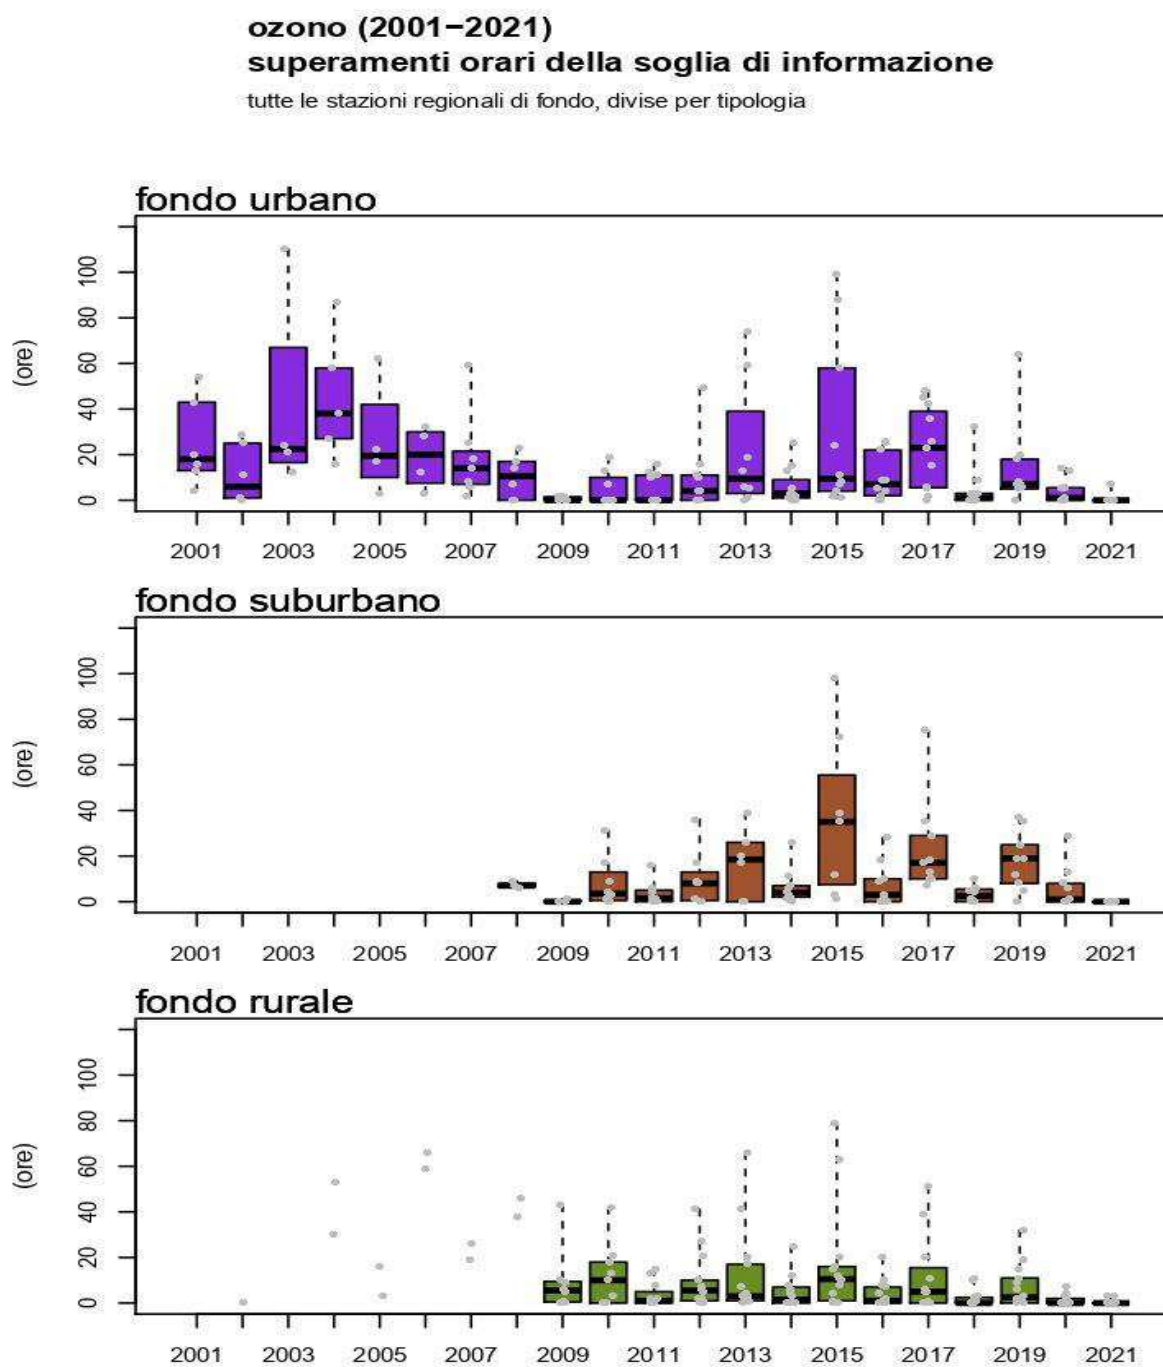 ozono (2001−2021)
superamenti orari della soglia di informazione
tutte le stazioni regionali di fondo, divise per tipologia
fondo urbano
(ore)
100
80
60
40
20
0
2001 2003 2005 2007 2009 2011 2013 2015 2017 2019 2021
fondo suburbano
(ore)
100
80
60
40
20
0
2001 2003 2005 2007 2009 2011 2013 2015 2017 2019 2021
fondo rurale
(ore)
100
80
60
40
20
0
2001 2003 2005 2007 2009 2011 2013 2015 2017 2019 2021